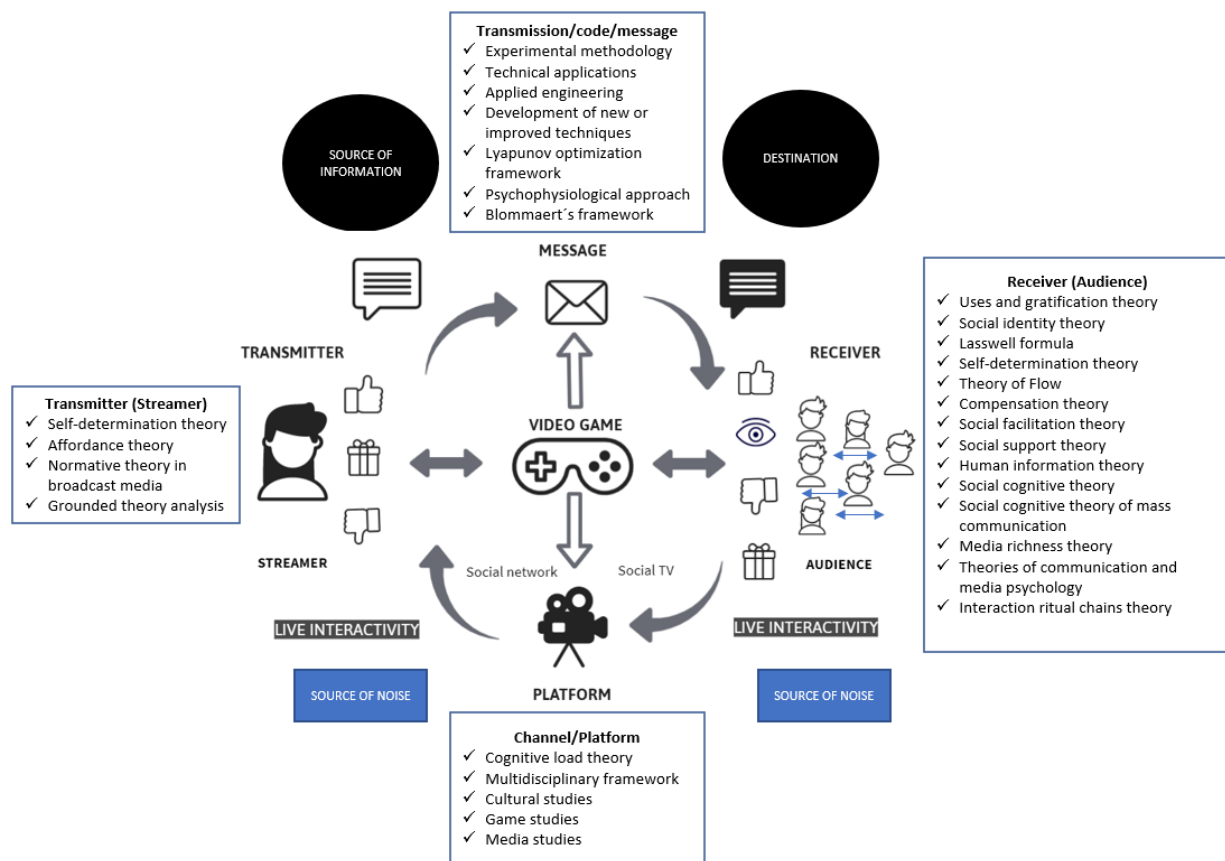 Transmission/code/message
✓ Experimental methodology
✓ Technical applications
✓ Applied engineering
✓ Development of new or
improved techniques
✓ Lyapunov optimization
framework
✓ Psychophysiological approach
✓ Blommaert´s framework
SOURCE OF
INFORMATION
DESTINATION
MESSAGE
TRANSMITTER
RECEIVER
Transmitter (Streamer)
✓ Self-determination theory
✓ Affordance theory
✓ Normative theory in
broadcast media
✓ Grounded theory analysis
VIDEO GAME
Receiver (Audience)
✓ Uses and gratification theory
✓ Social identity theory
✓ Lasswell formula
✓ Self-determination theory
✓ Theory of Flow
✓ Compensation theory
✓ Social facilitation theory
✓ Social support theory
✓ Human information theory
✓ Social cognitive theory
✓ Social cognitive theory of mass
communication
✓ Media richness theory
✓ Theories of communication and
media psychology
✓ Interaction ritual chains theory
STREAMER
Social network
Social TV
AUDIENCE
LIVE INTERACTIVITY
LIVE INTERACTIVITY
SOURCE OF NOISE
PLATFORM
SOURCE OF NOISE
Channel/Platform
✓ Cognitive load theory
✓ Multidisciplinary framework
✓ Cultural studies
✓ Game studies
✓ Media studies